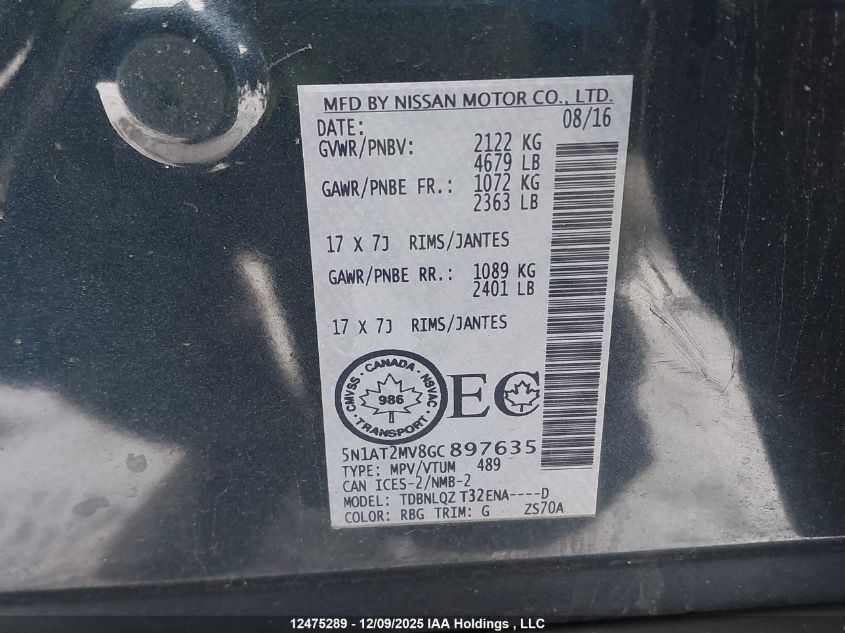 MFD BY NISSAN MOTOR CO., LTD.
DATE: 08/16
GVWR/PNBV: 2122 KG
4679 LB
GAWR/PNBE FR.: 1072 KG
2363 LB
17 X 7J RIMS/JANTES
GAWR/PNBE RR.: 1089 KG
2401 LB
17 X 7J RIMS/JANTES
CMVSS · CANADA · NSVAC
986
TRANSPORT
EC
5N1AT2MV8GC897635
TYPE: MPV/VTUM 489
CAN ICES-2/NMB-2
MODEL: TDBNLQZ T32ENA----D
COLOR: RBG TRIM: G ZS70A
12475289 - 12/09/2025 IAA Holdings , LLC